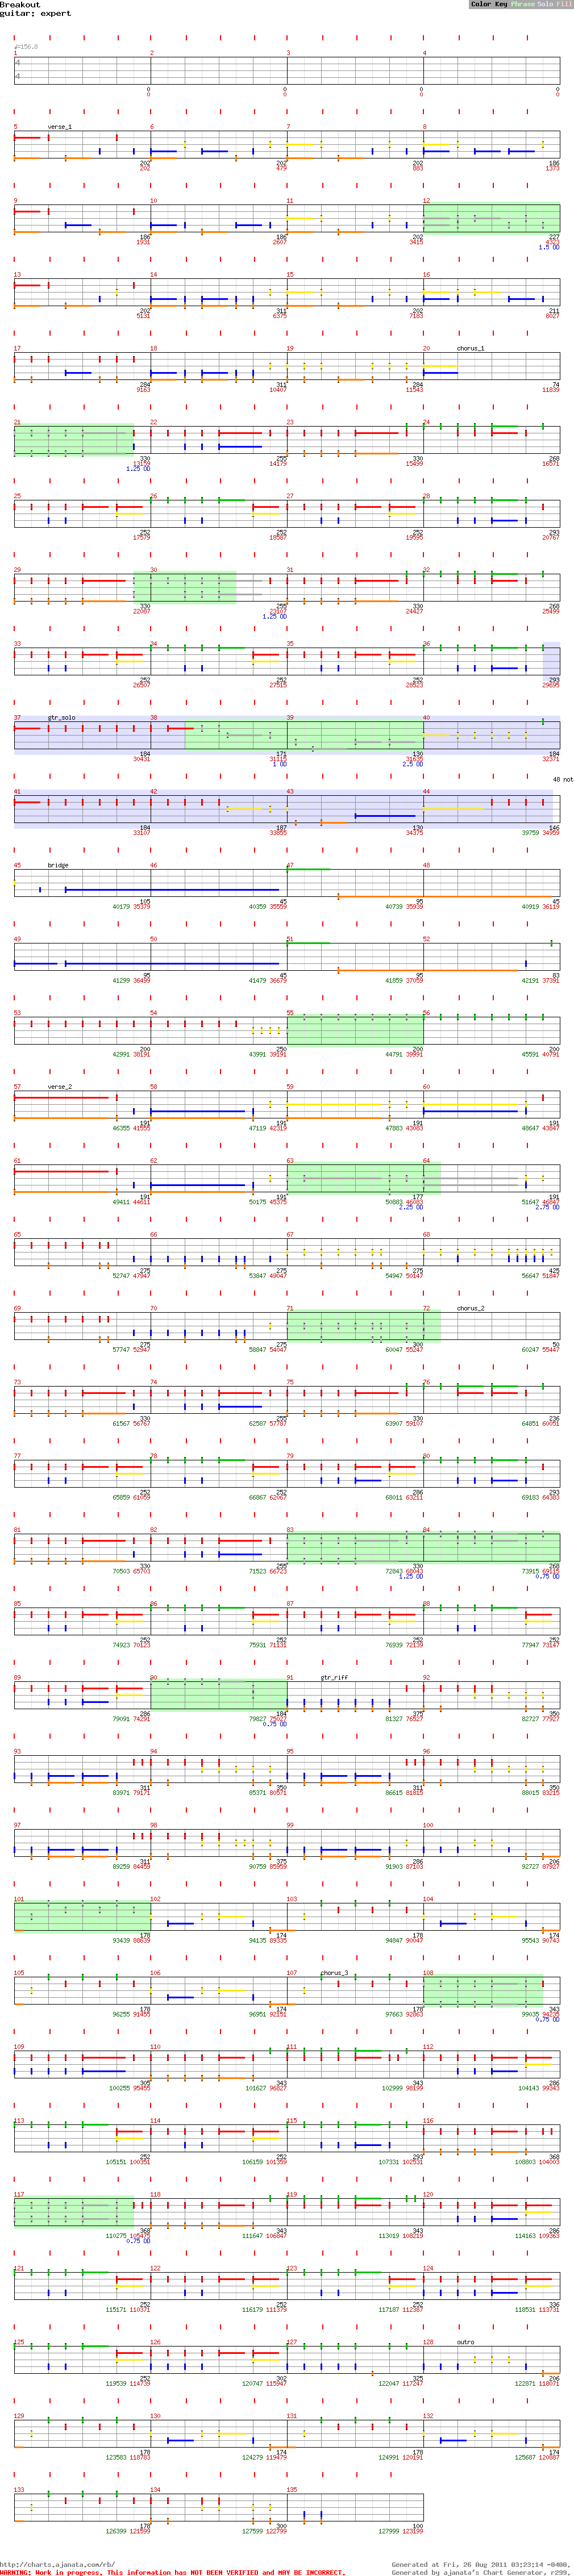 Breakout
guitar: expert
Color Key Phrase Solo Fill
♩=156.8
1 2 3 4
4
4
0 0 0 0
0 0 0 0
5 verse_1 6 7 8
202 202 202 186
202 479 883 1373
9 10 11 12
186 186 202 227
1931 2607 3415 4323
1.5 OD
13 14 15 16
202 311 202 211
5131 6375 7183 8027
17 18 19 20 chorus_1
284 311 284 74
9163 10407 11543 11839
21 22 23 24
330 255 330 268
13159 14179 15499 16571
1.25 OD
25 26 27 28
252 252 252 293
17579 18587 19595 20767
29 30 31 32
330 255 330 268
22087 23107 24427 25499
1.25 OD
33 34 35 36
252 252 252 293
26507 27515 28523 29695
37 gtr_solo 38 39 40
184 171 130 184
30431 31115 31635 32371
1 OD 2.5 OD
48 not
41 42 43 44
184 187 134 146
33107 33855 34375 39759 34959
45 bridge 46 47 48
105 45 95 45
40179 35379 40359 35559 40739 35939 40919 36119
49 50 51 52
95 45 95 83
41299 36499 41479 36679 41859 37059 42191 37391
53 54 55 56
200 250 200 200
42991 38191 43991 39191 44791 39991 45591 40791
57 verse_2 58 59 60
191 191 191 191
46355 41555 47119 42319 47883 43083 48647 43847
61 62 63 64
191 191 177 191
49411 44611 50175 45375 50883 46083 51647 46847
2.25 OD 2.75 OD
65 66 67 68
275 275 275 425
52747 47947 53847 49047 54947 50147 56647 51847
69 70 71 72 chorus_2
275 275 300 50
57747 52947 58847 54047 60047 55247 60247 55447
73 74 75 76
330 255 330 236
61567 56767 62587 57787 63907 59107 64851 60051
77 78 79 80
252 252 286 293
65859 61059 66867 62067 68011 63211 69183 64383
81 82 83 84
330 255 330 268
70503 65703 71523 66723 72843 68043 73915 69115
1.25 OD 0.75 OD
85 86 87 88
252 252 252 252
74923 70123 75931 71131 76939 72139 77947 73147
89 90 91 gtr_riff 92
286 184 375 350
79091 74291 79827 75027 81327 76527 82727 77927
0.75 OD
93 94 95 96
311 350 311 350
83971 79171 85371 80571 86615 81815 88015 83215
97 98 99 100
311 375 286 206
89259 84459 90759 85959 91903 87103 92727 87927
101 102 103 104
178 174 178 174
93439 88639 94135 89335 94847 90047 95543 90743
105 106 107 chorus_3 108
178 174 178 343
96255 91455 96951 92151 97663 92863 99035 94235
0.75 OD
109 110 111 112
305 343 343 286
100255 95455 101627 96827 102999 98199 104143 99343
113 114 115 116
252 252 293 368
105151 100351 106159 101359 107331 102531 108803 104003
117 118 119 120
368 343 343 286
110275 105475 111647 106847 113019 108219 114163 109363
0.75 OD
121 122 123 124
252 252 252 336
115171 110371 116179 111379 117187 112387 118531 113731
125 126 127 128 outro
252 302 325 206
119539 114739 120747 115947 122047 117247 122871 118071
129 130 131 132
178 174 178 174
123583 118783 124279 119479 124991 120191 125687 120887
133 134 135
178 300 100
126399 121599 127599 122799 127999 123199
http://charts.ajanata.com/rb/
Generated at Fri, 26 Aug 2011 03:23:14 -0400,
WARNING: Work in progress. This information has NOT BEEN VERIFIED and MAY BE INCORRECT.
Generated by ajanata's Chart Generator, r299,